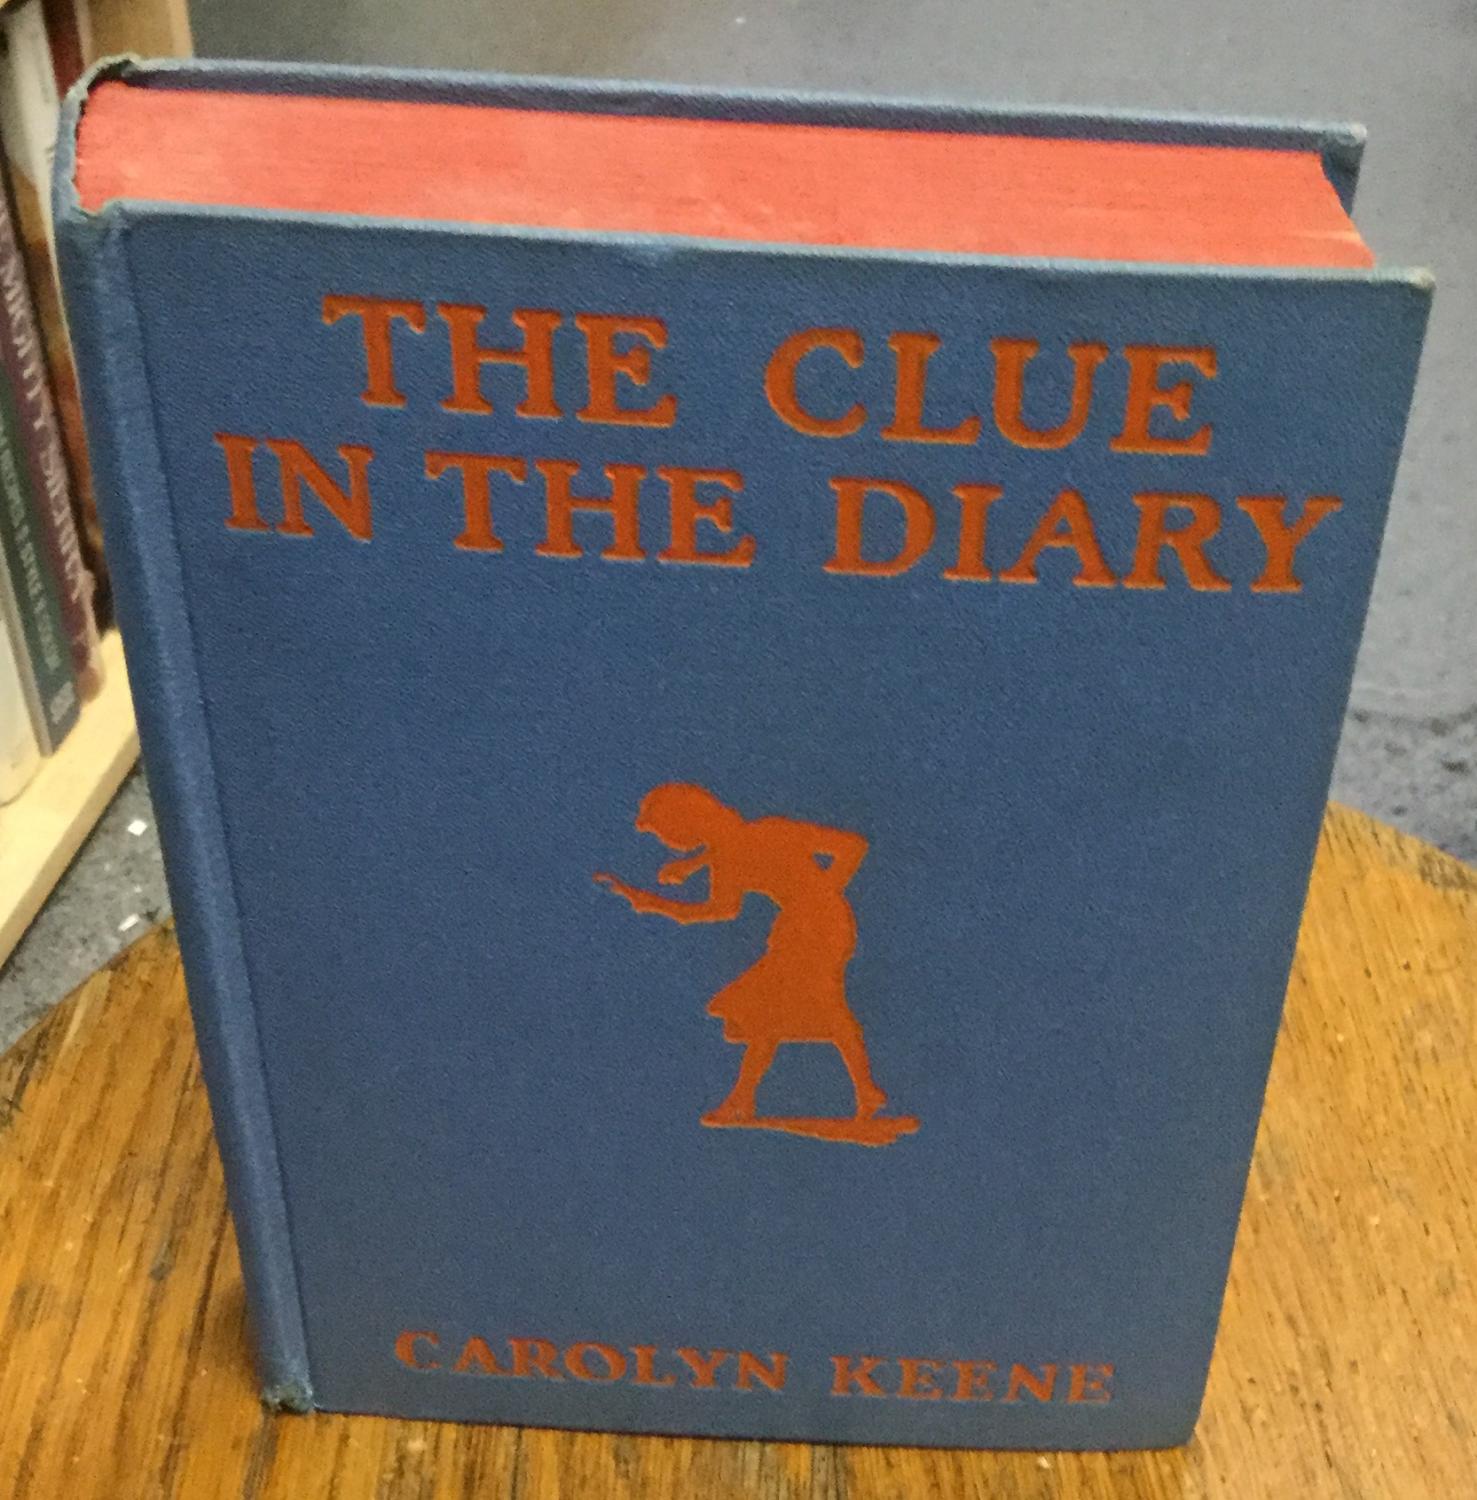 THE CLUE
IN THE DIARY
CAROLYN KEENE